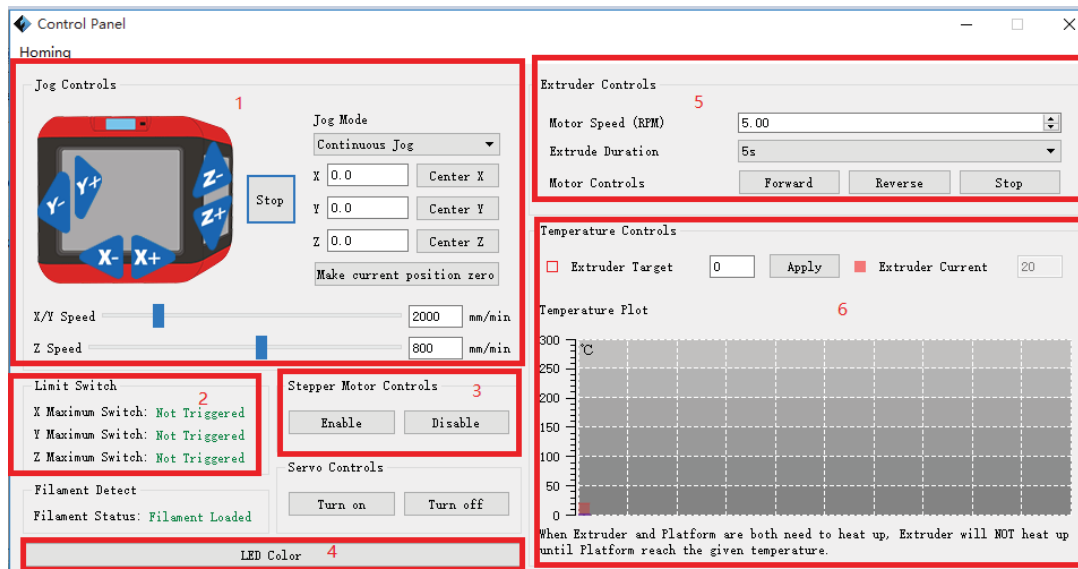 Control Panel
Homing
Jog Controls
1
Jog Mode
Continuous Jog
Y- Y+ Z- Z+ X- X+
Stop
X 0.0 Center X
Y 0.0 Center Y
Z 0.0 Center Z
Make current position zero
X/Y Speed 2000 mm/min
Z Speed 800 mm/min
Limit Switch
2
X Maximum Switch: Not Triggered
Y Maximum Switch: Not Triggered
Z Maximum Switch: Not Triggered
Stepper Motor Controls
3
Enable Disable
Servo Controls
Turn on Turn off
Filament Detect
Filament Status: Filament Loaded
LED Color 4
Extruder Controls
5
Motor Speed (RPM) 5.00
Extrude Duration 5s
Motor Controls Forward Reverse Stop
Temperature Controls
Extruder Target 0 Apply Extruder Current 20
6
Temperature Plot
300 °C
250
200
150
100
50
0
When Extruder and Platform are both need to heat up, Extruder will NOT heat up
until Platform reach the given temperature.